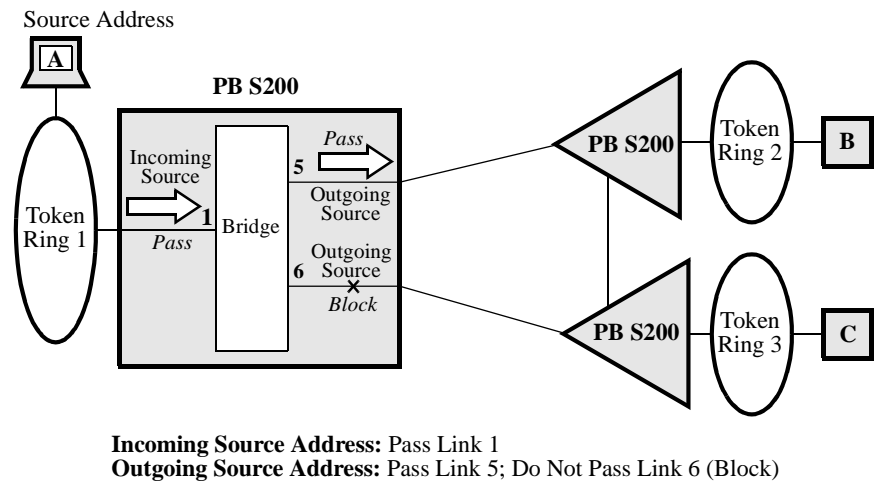 Source Address
A
PB S200
Incoming
Source
1
Pass
Bridge
5
Pass
Outgoing
Source
6
Outgoing
Source
Block
Token
Ring 1
PB S200
Token
Ring 2
B
PB S200
Token
Ring 3
C
Incoming Source Address: Pass Link 1
Outgoing Source Address: Pass Link 5; Do Not Pass Link 6 (Block)